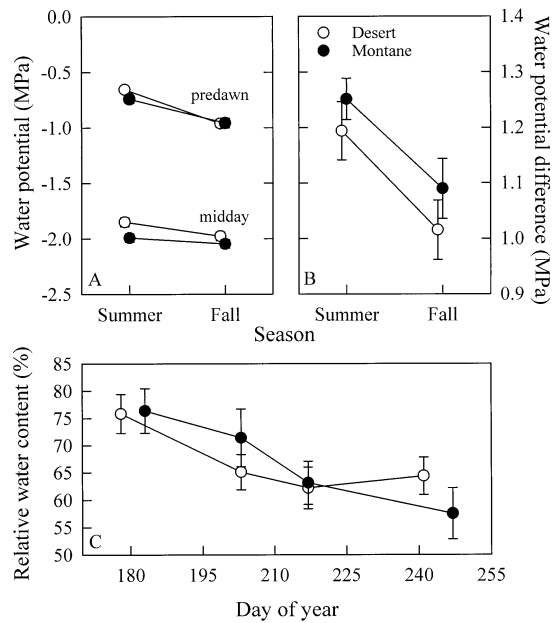 0.0
-0.5
-1.0
-1.5
-2.0
-2.5
Water potential (MPa)
predawn
midday
A
Summer
Fall
Desert
Montane
B
Summer
Fall
1.4
1.3
1.2
1.1
1.0
0.9
Water potential difference (MPa)
Season
85
80
75
70
65
60
55
50
Relative water content (%)
C
180 195 210 225 240 255
Day of year